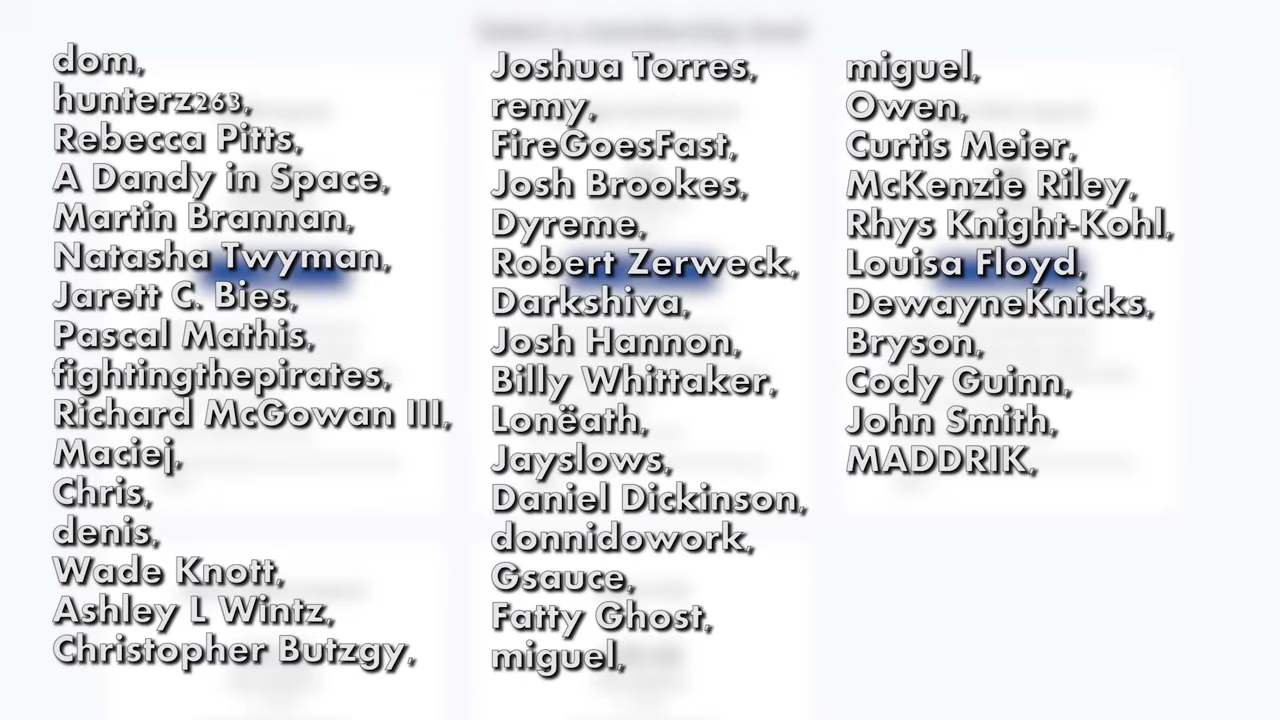 dom,
hunterz263,
Rebecca Pitts,
A Dandy in Space,
Martin Brannan,
Natasha Twyman,
Jarett C. Bies,
Pascal Mathis,
fightingthepirates,
Richard McGowan III,
Maciej,
Chris,
denis,
Wade Knott,
Ashley L Wintz,
Christopher Butzgy,
Joshua Torres,
remy,
FireGoesFast,
Josh Brookes,
Dyreme,
Robert Zerweck,
Darkshiva,
Josh Hannon,
Billy Whittaker,
Lonëath,
Jayslows,
Daniel Dickinson,
donnidowork,
Gsauce,
Fatty Ghost,
miguel,
miguel,
Owen,
Curtis Meier,
McKenzie Riley,
Rhys Knight-Kohl,
Louisa Floyd,
DewayneKnicks,
Bryson,
Cody Guinn,
John Smith,
MADDRIK,